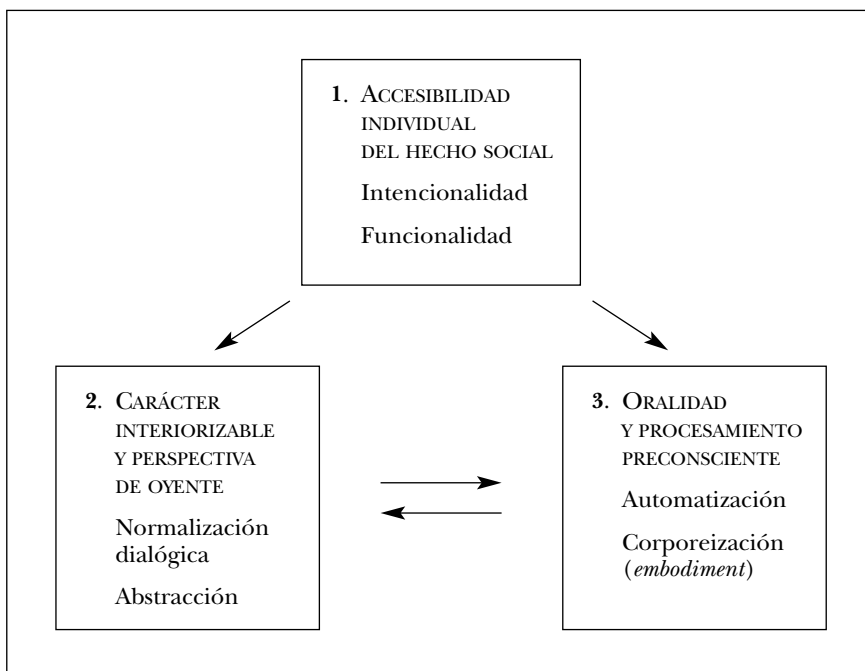 1. ACCESIBILIDAD
INDIVIDUAL
DEL HECHO SOCIAL
Intencionalidad
Funcionalidad
2. CARÁCTER
INTERIORIZABLE
Y PERSPECTIVA
DE OYENTE
Normalización
dialógica
Abstracción
3. ORALIDAD
Y PROCESAMIENTO
PRECONSCIENTE
Automatización
Corporeización
(embodiment)